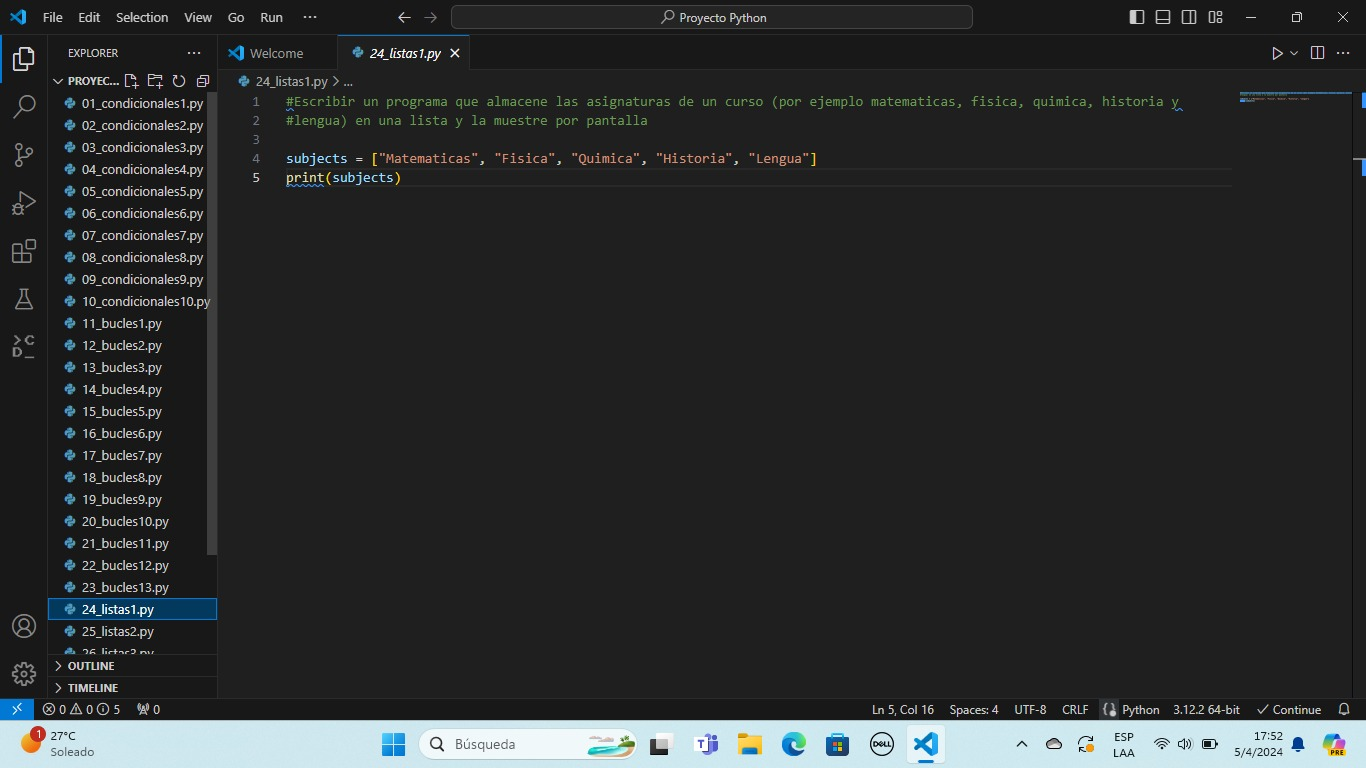 File Edit Selection View Go Run ···
Proyecto Python
EXPLORER ···
Welcome
24_listas1.py
PROYEC...
24_listas1.py > ...
01_condicionales1.py
02_condicionales2.py
03_condicionales3.py
04_condicionales4.py
05_condicionales5.py
06_condicionales6.py
07_condicionales7.py
08_condicionales8.py
09_condicionales9.py
10_condicionales10.py
11_bucles1.py
12_bucles2.py
13_bucles3.py
14_bucles4.py
15_bucles5.py
16_bucles6.py
17_bucles7.py
18_bucles8.py
19_bucles9.py
20_bucles10.py
21_bucles11.py
22_bucles12.py
23_bucles13.py
24_listas1.py
25_listas2.py
26_listas3.py
OUTLINE
TIMELINE
1 #Escribir un programa que almacene las asignaturas de un curso (por ejemplo matematicas, fisica, quimica, historia y
2 #lengua) en una lista y la muestre por pantalla
3
4 subjects = ["Matematicas", "Fisica", "Quimica", "Historia", "Lengua"]
5 print(subjects)
0 0 5 0
Ln 5, Col 16 Spaces: 4 UTF-8 CRLF Python 3.12.2 64-bit Continue
1
27°C
Soleado
Búsqueda
DELL
ESP
LAA
17:52
5/4/2024
PRE